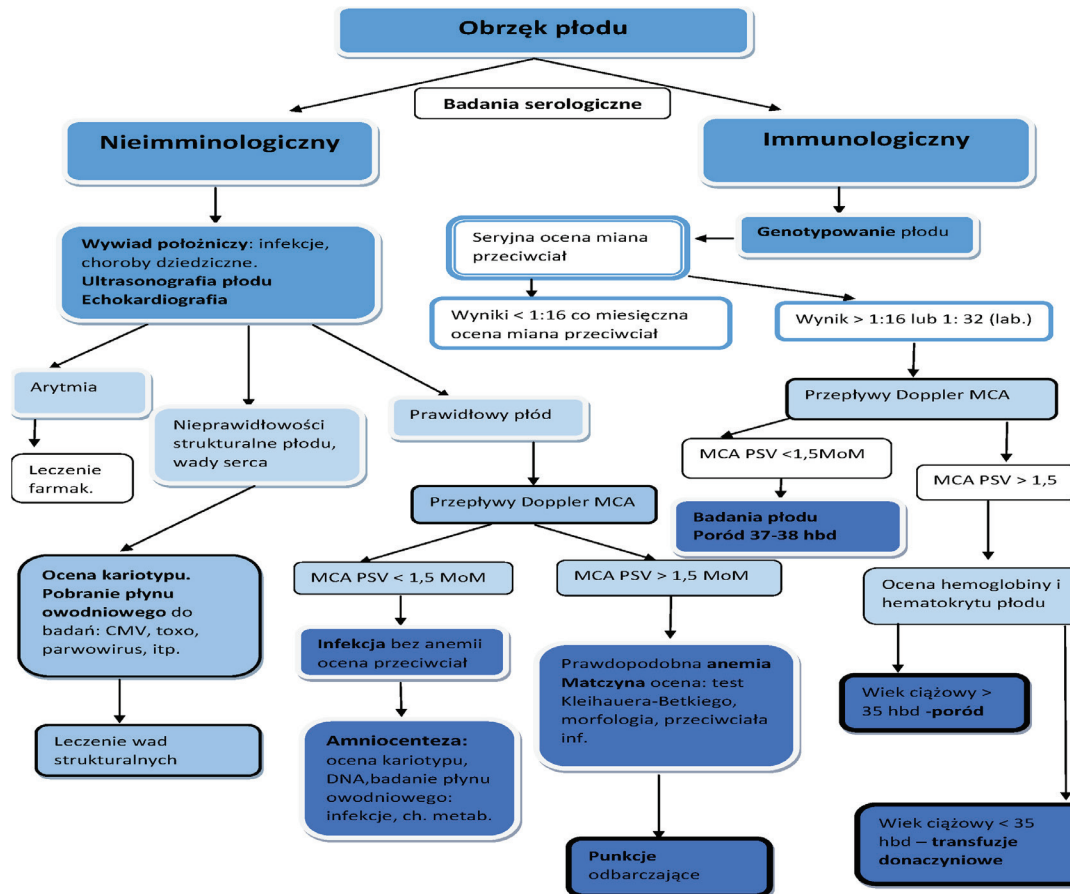 Obrzęk płodu
Badania serologiczne
Nieimminologiczny
Immunologiczny
Wywiad położniczy: infekcje,
choroby dziedziczne.
Ultrasonografia płodu
Echokardiografia
Seryjna ocena miana
przeciwciał
Genotypowanie płodu
Wyniki < 1:16 co miesięczna
ocena miana przeciwciał
Wynik > 1:16 lub 1: 32 (lab.)
Arytmia
Leczenie
farmak.
Nieprawidłowości
strukturalne płodu,
wady serca
Prawidłowy płód
Przepływy Doppler MCA
MCA PSV <1,5MoM
MCA PSV > 1,5
Przepływy Doppler MCA
Badania płodu
Poród 37-38 hbd
Ocena kariotypu.
Pobranie płynu
owodniowego do
badań: CMV, toxo,
parwowirus, itp.
MCA PSV < 1,5 MoM
MCA PSV > 1,5 MoM
Ocena hemoglobiny i
hematokrytu płodu
Infekcja bez anemii
ocena przeciwciał
Prawdopodobna anemia
Matczyna ocena: test
Kleihauera-Betkiego,
morfologia, przeciwciała
inf.
Wiek ciążowy >
35 hbd -poród
Leczenie wad
strukturalnych
Amniocenteza:
ocena kariotypu,
DNA,badanie płynu
owodniowego:
infekcje, ch. metab.
Punkcje
odbarczające
Wiek ciążowy < 35
hbd – transfuzje
donaczyniowe